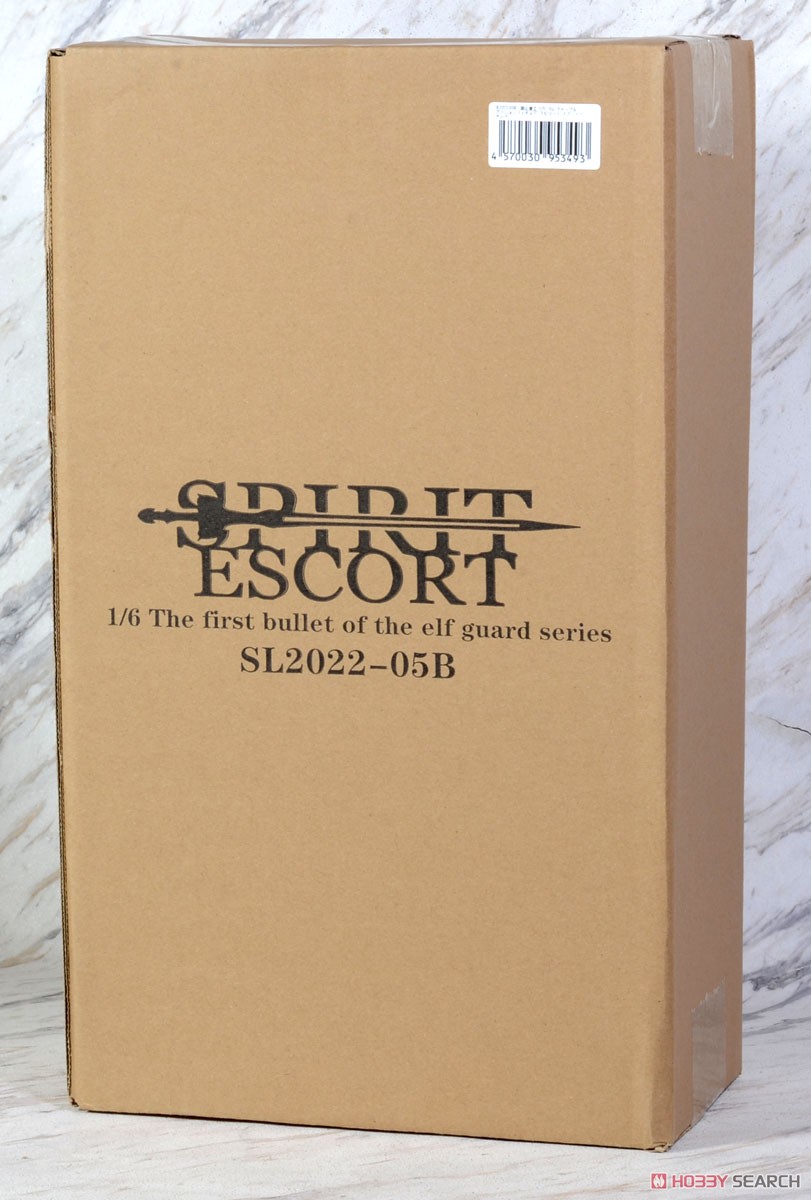 4 570030 953493
SPIRIT
ESCORT
1/6 The first bullet of the elf guard series
SL2022-05B
HOBBY SEARCH